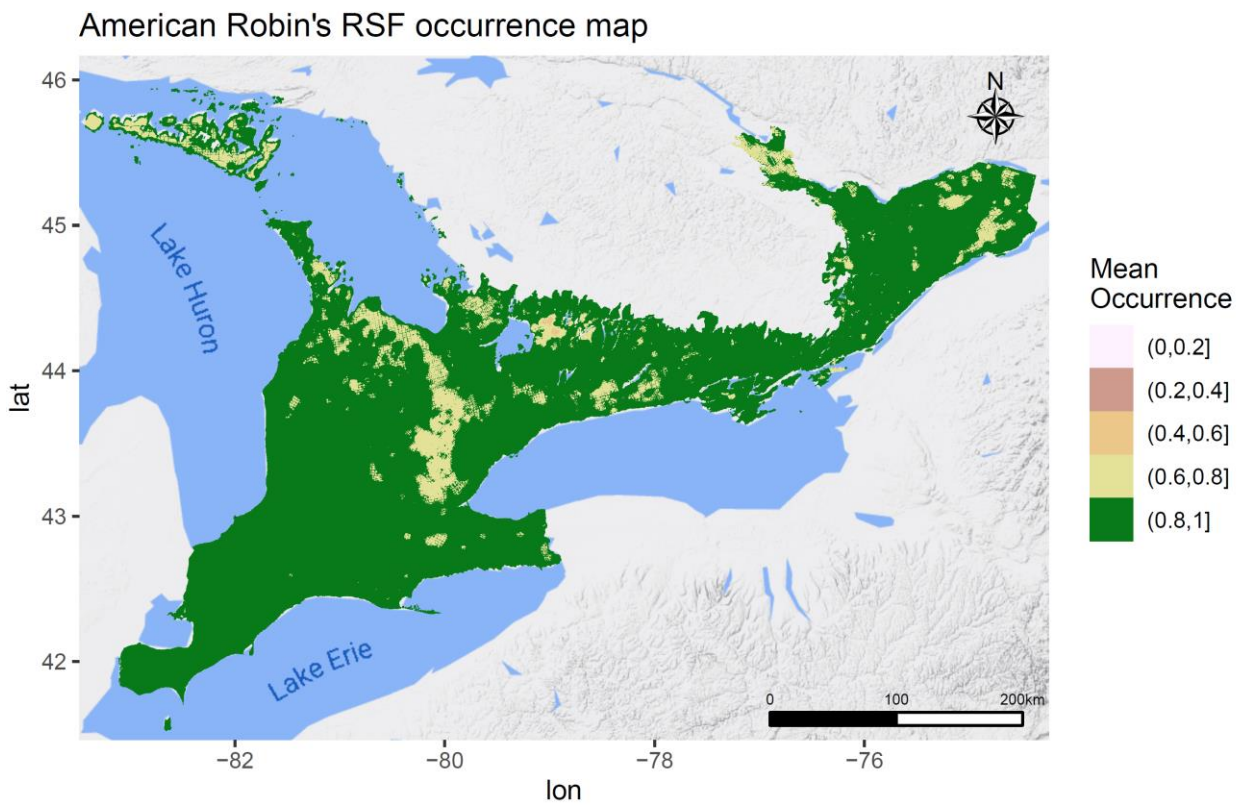 American Robin's RSF occurrence map
46
45
44
43
42
lat
−82
−80
−78
−76
lon
Lake Huron
Lake Erie
N
0 100 200km
Mean
Occurrence
(0,0.2]
(0.2,0.4]
(0.4,0.6]
(0.6,0.8]
(0.8,1]